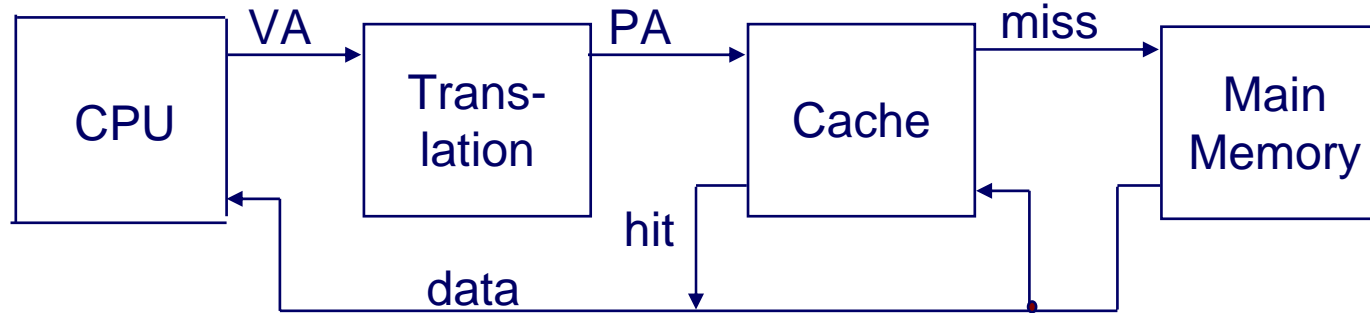 VA
PA
miss
CPU
Trans-
lation
Cache
Main
Memory
hit
data